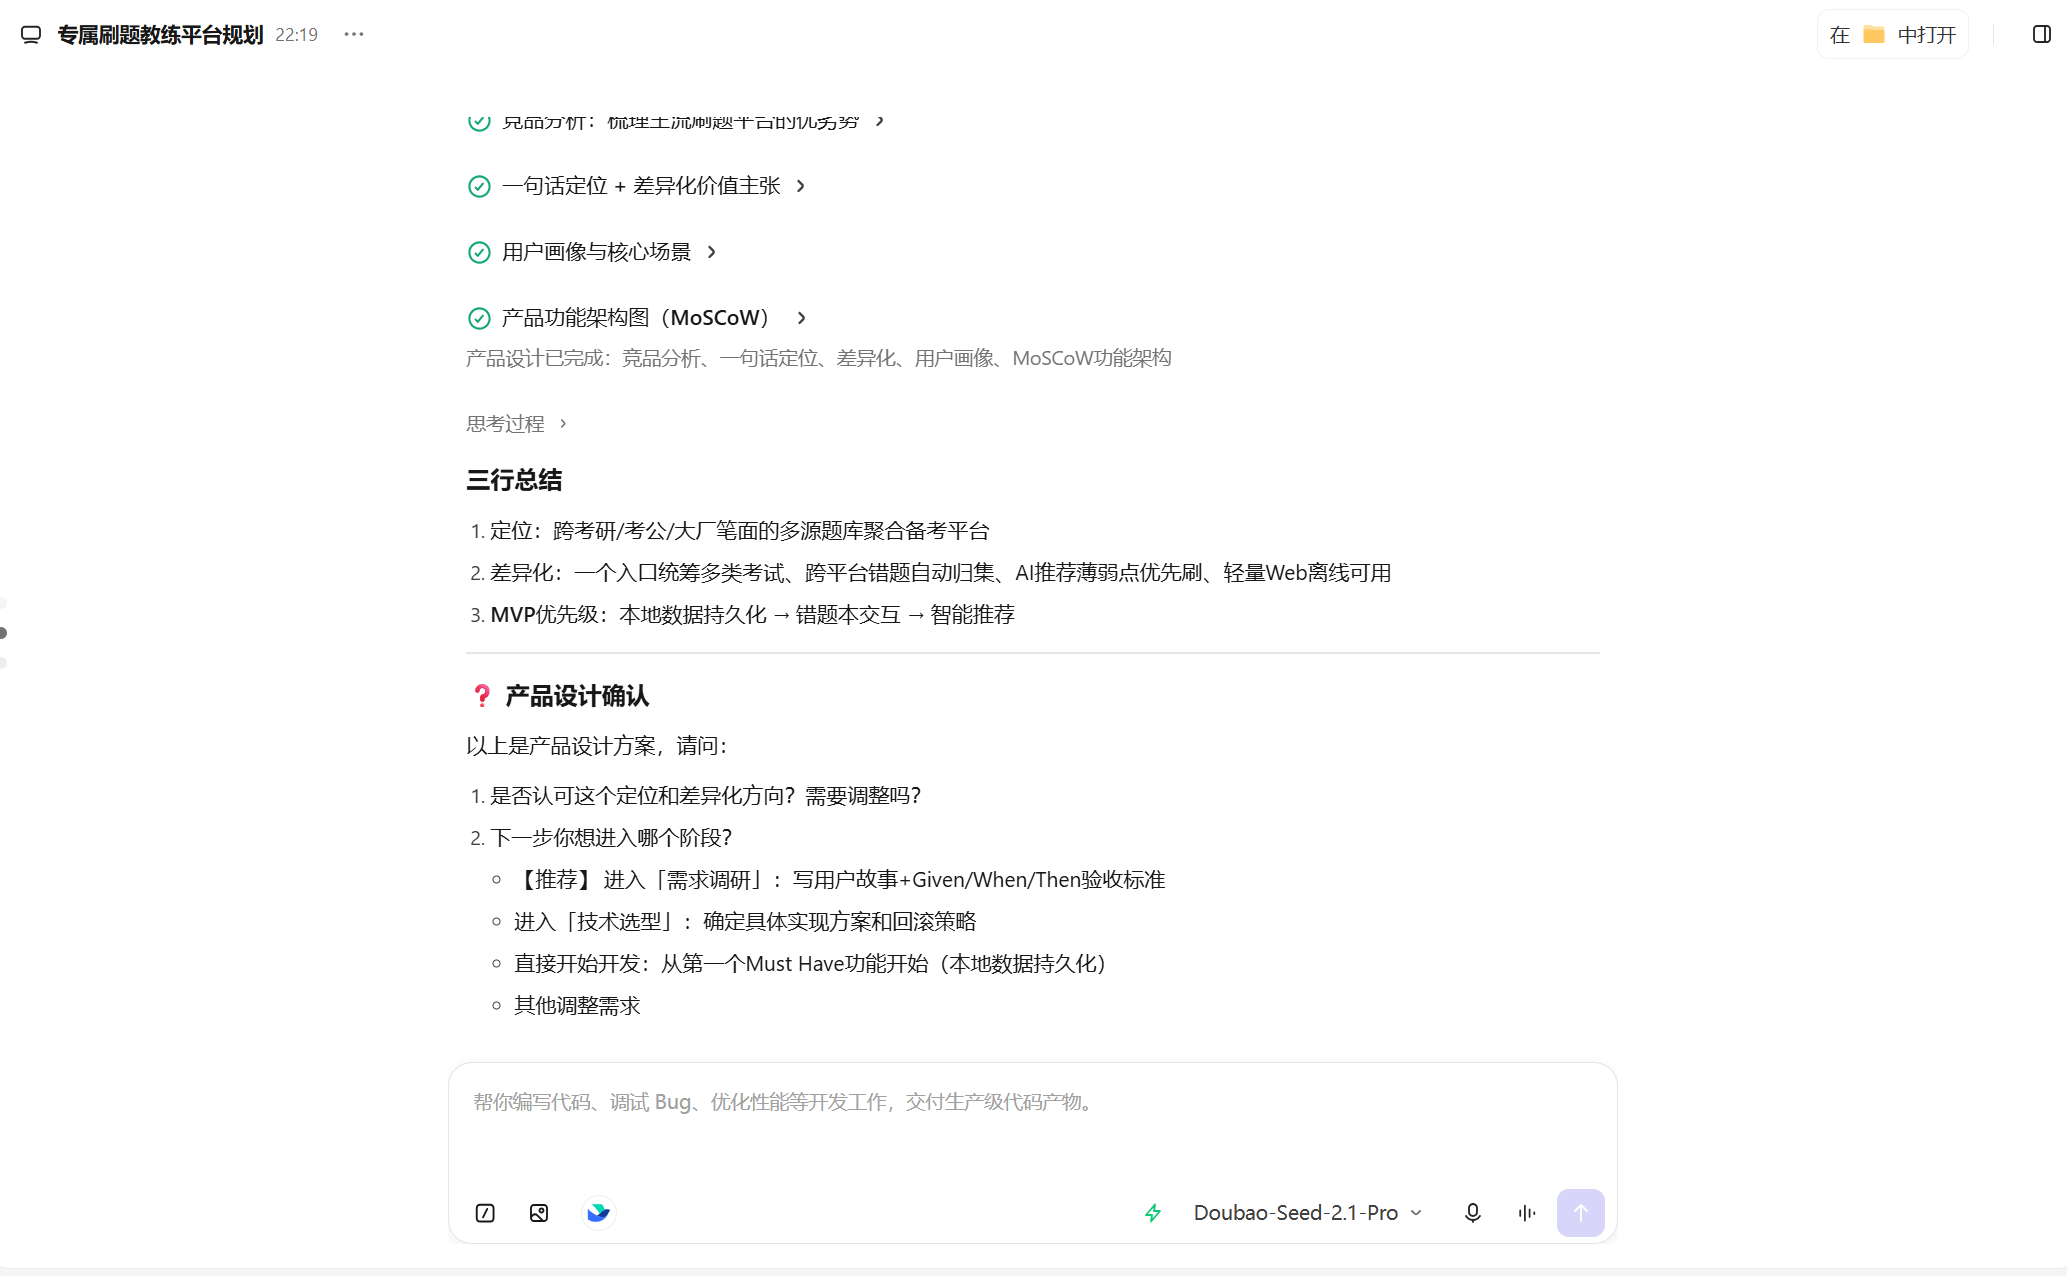 专属刷题教练平台规划 22:19 ···
在 中打开
竞品分析：梳理主流刷题平台的优劣势
一句话定位 + 差异化价值主张
用户画像与核心场景
产品功能架构图（MoSCoW）
产品设计已完成：竞品分析、一句话定位、差异化、用户画像、MoSCoW功能架构
思考过程
三行总结
1. 定位：跨考研/考公/大厂笔面的多源题库聚合备考平台
2. 差异化：一个入口统筹多类考试、跨平台错题自动归集、AI推荐薄弱点优先刷、轻量Web离线可用
3. MVP优先级：本地数据持久化 → 错题本交互 → 智能推荐
❓ 产品设计确认
以上是产品设计方案，请问：
1. 是否认可这个定位和差异化方向？需要调整吗？
2. 下一步你想进入哪个阶段？
【推荐】 进入「需求调研」：写用户故事+Given/When/Then验收标准
进入「技术选型」：确定具体实现方案和回滚策略
直接开始开发：从第一个Must Have功能开始（本地数据持久化）
其他调整需求
帮你编写代码、调试 Bug、优化性能等开发工作，交付生产级代码产物。
Doubao-Seed-2.1-Pro